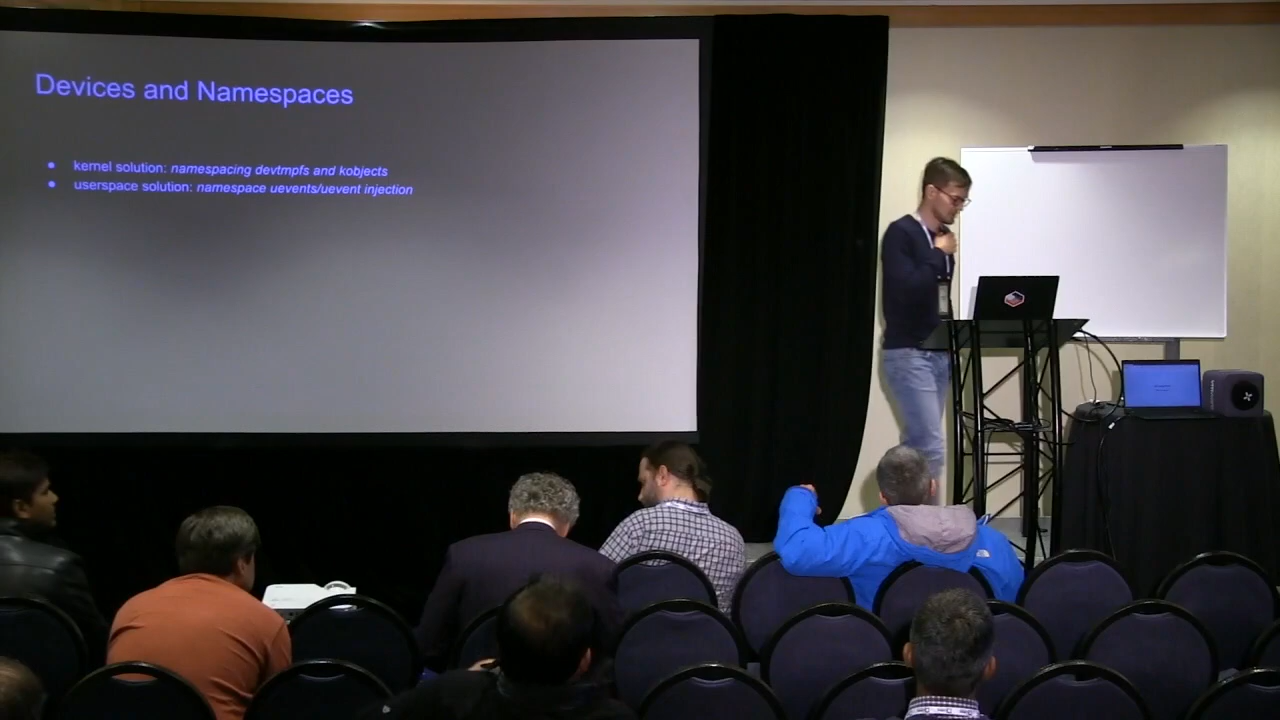 Devices and Namespaces
● kernel solution: namespacing devtmpfs and kobjects
● userspace solution: namespace uevents/uevent injection